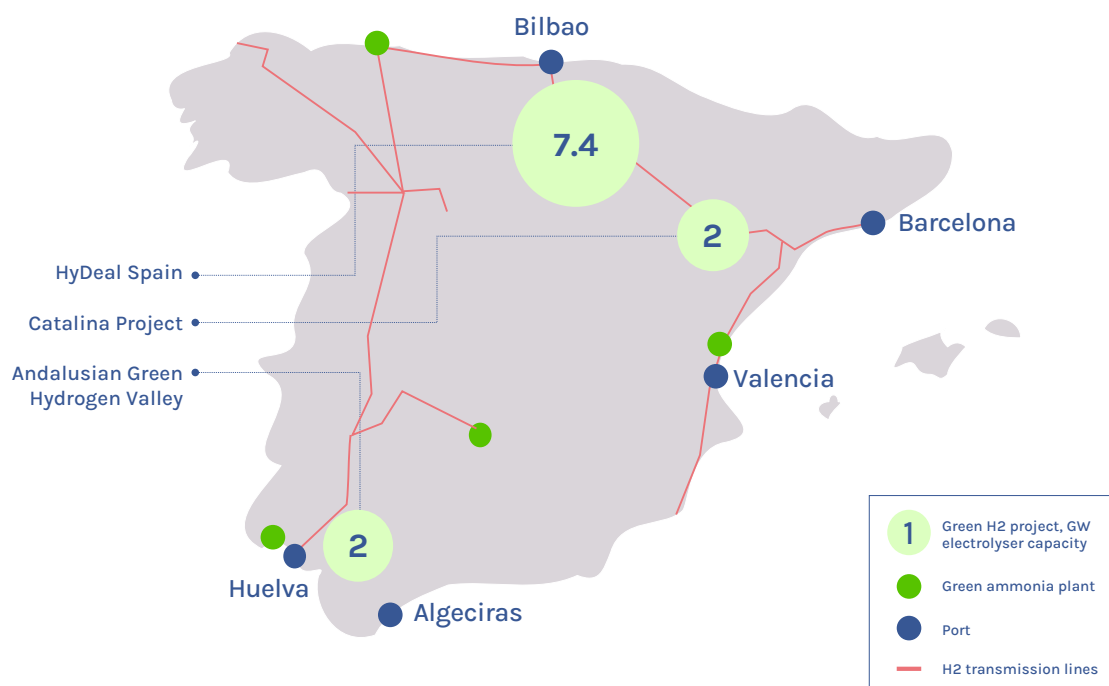 Bilbao
7.4
2
Barcelona
HyDeal Spain
Catalina Project
Andalusian Green
Hydrogen Valley
Valencia
2
Huelva
Algeciras
1
Green H2 project, GW
electrolyser capacity
Green ammonia plant
Port
H2 transmission lines